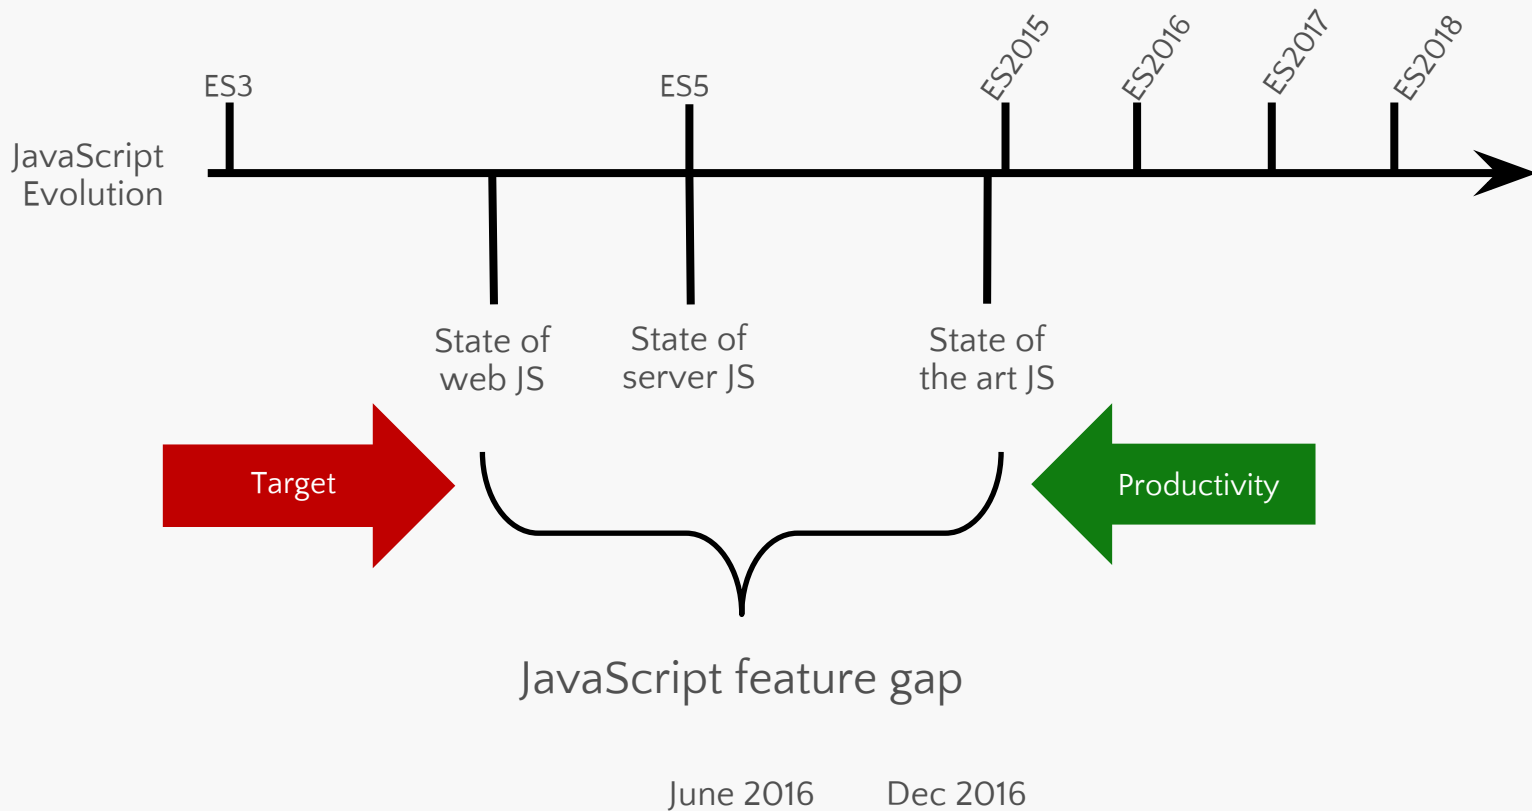 ES3
ES5
ES2015
ES2016
ES2017
ES2018
JavaScript
Evolution
State of
web JS
State of
server JS
State of
the art JS
Target
Productivity
JavaScript feature gap
June 2016
Dec 2016